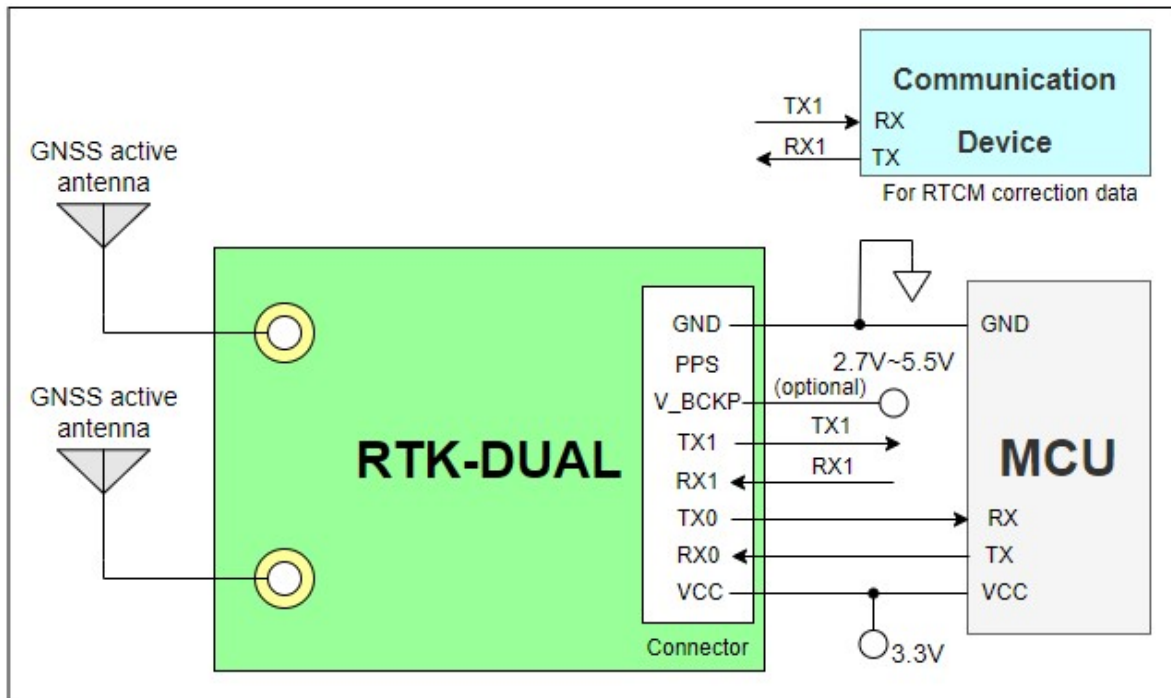 Communication
Device
TX1
RX
RX1
TX
For RTCM correction data
GNSS active
antenna
GNSS active
antenna
RTK-DUAL
GND
PPS
V_BCKP
TX1
RX1
TX0
RX0
VCC
Connector
2.7V~5.5V
(optional)
TX1
RX1
3.3V
GND
MCU
RX
TX
VCC